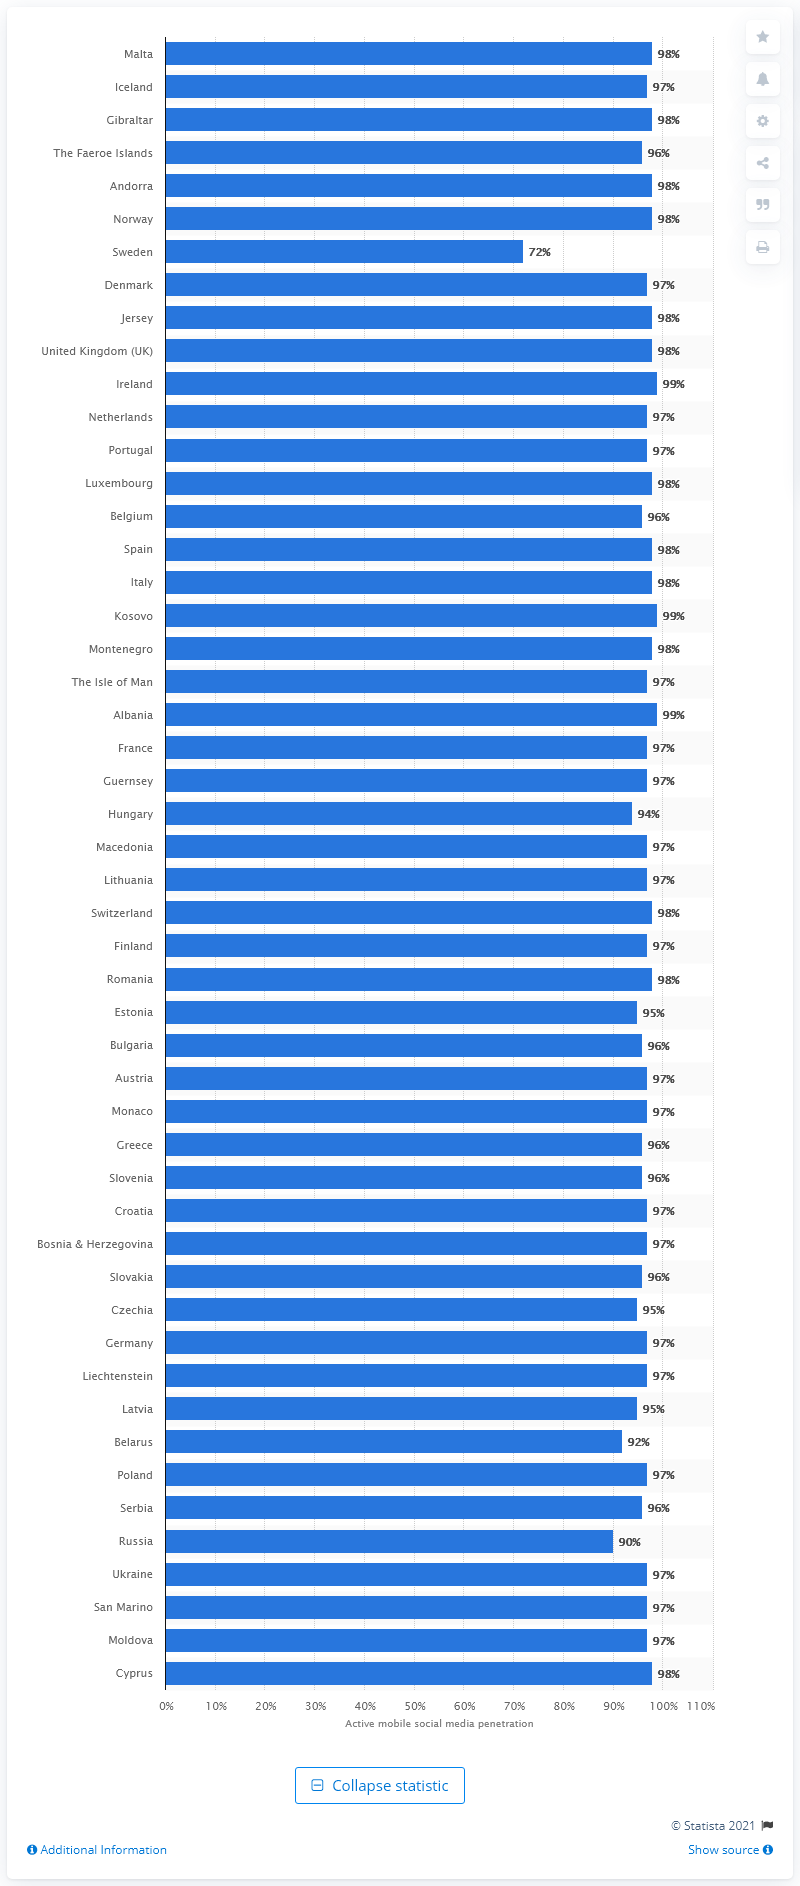 Malta 98%
Iceland 97%
Gibraltar 98%
The Faeroe Islands 96%
Andorra 98%
Norway 98%
Sweden 72%
Denmark 97%
Jersey 98%
United Kingdom (UK) 98%
Ireland 99%
Netherlands 97%
Portugal 97%
Luxembourg 98%
Belgium 96%
Spain 98%
Italy 98%
Kosovo 99%
Montenegro 98%
The Isle of Man 97%
Albania 99%
France 97%
Guernsey 97%
Hungary 94%
Macedonia 97%
Lithuania 97%
Switzerland 98%
Finland 97%
Romania 98%
Estonia 95%
Bulgaria 96%
Austria 97%
Monaco 97%
Greece 96%
Slovenia 96%
Croatia 97%
Bosnia & Herzegovina 97%
Slovakia 96%
Czechia 95%
Germany 97%
Liechtenstein 97%
Latvia 95%
Belarus 92%
Poland 97%
Serbia 96%
Russia 90%
Ukraine 97%
San Marino 97%
Moldova 97%
Cyprus 98%
0% 10% 20% 30% 40% 50% 60% 70% 80% 90% 100% 110%
Active mobile social media penetration
Collapse statistic
© Statista 2021
Additional Information Show source